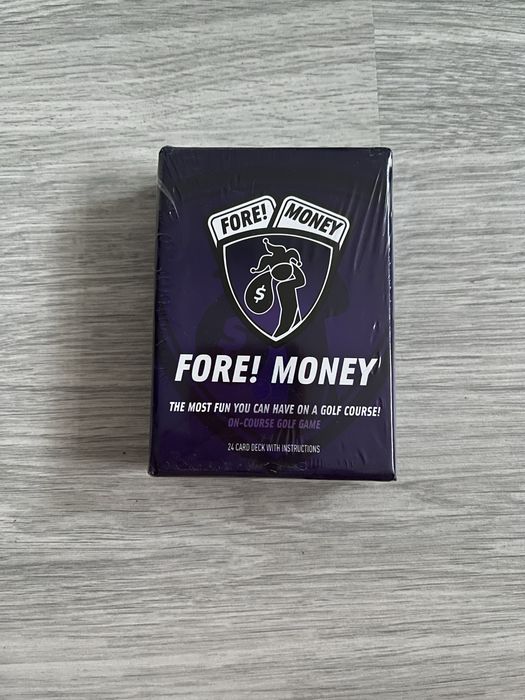 FORE! MONEY
$
FORE! MONEY
THE MOST FUN YOU CAN HAVE ON A GOLF COURSE!
ON-COURSE GOLF GAME
24 CARD DECK WITH INSTRUCTIONS